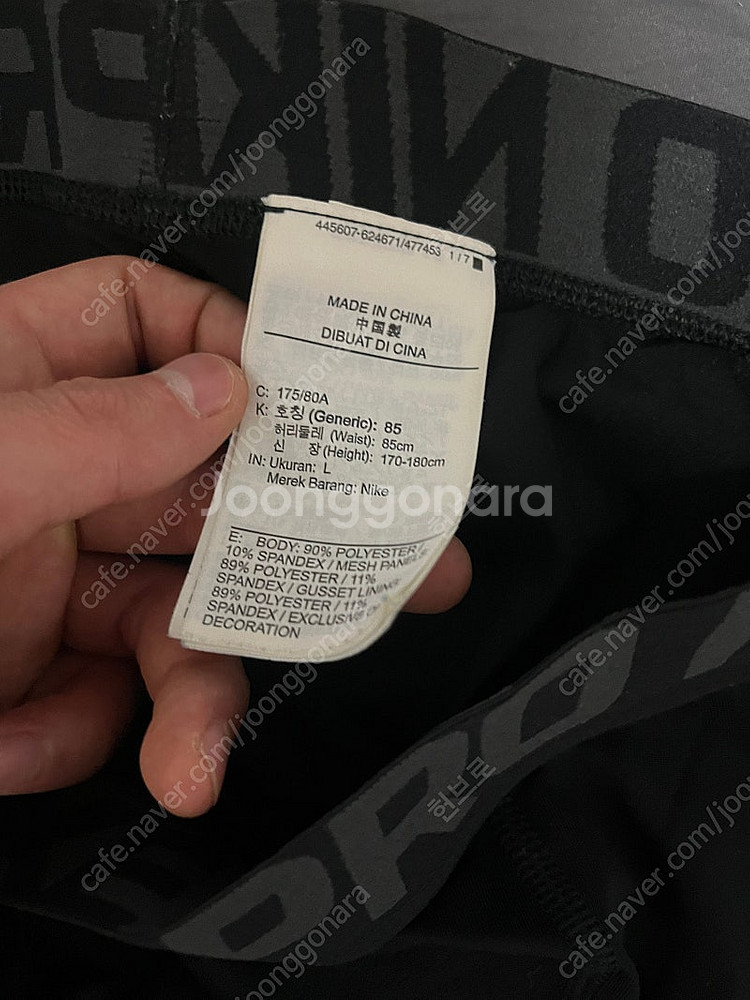 NIKE PRO
445607-624671/477453 1/7
MADE IN CHINA
中国製
DIBUAT DI CINA
C: 175/80A
K: 호칭 (Generic): 85
허리둘레 (Waist): 85cm
신 장 (Height): 170-180cm
IN: Ukuran: L
Merek Barang: Nike
Joonggonara
E: BODY: 90% POLYESTER /
10% SPANDEX / MESH PANELS:
89% POLYESTER / 11%
SPANDEX / GUSSET LINING:
89% POLYESTER / 11%
SPANDEX / EXCLUSIVE OF
DECORATION
PRO
cafe.naver.com/joonggonara
헌보로